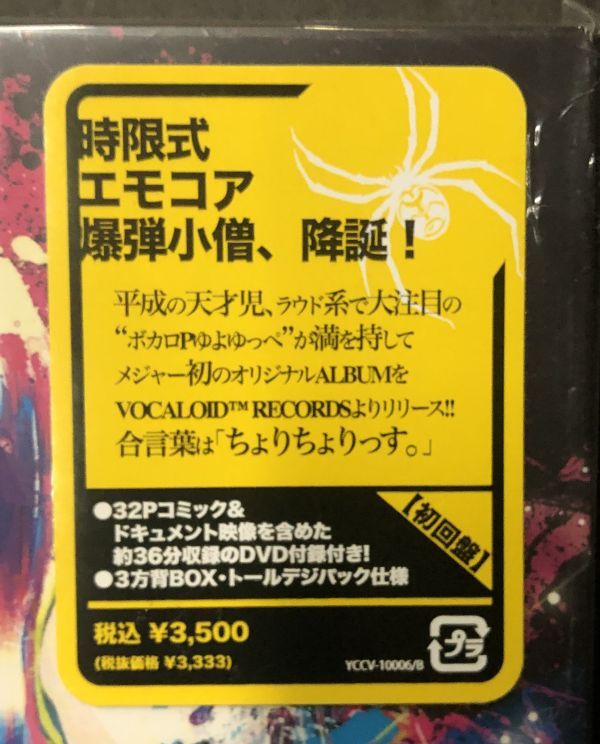 時限式
エモコア
爆弾小僧、降誕！
平成の天才児、ラウド系で大注目の
“ボカロPゆよゆっぺ”が満を持して
メジャー初のオリジナルALBUMを
VOCALOID™ RECORDSよりリリース!!
合言葉は「ちょりちょりっす。」
●32Pコミック&
ドキュメント映像を含めた
約36分収録のDVD付録付き!
●3方背BOX・トールデジパック仕様
【初回盤】
税込 ¥3,500
(税抜価格 ¥3,333)
プラ
YCCV-10006/B